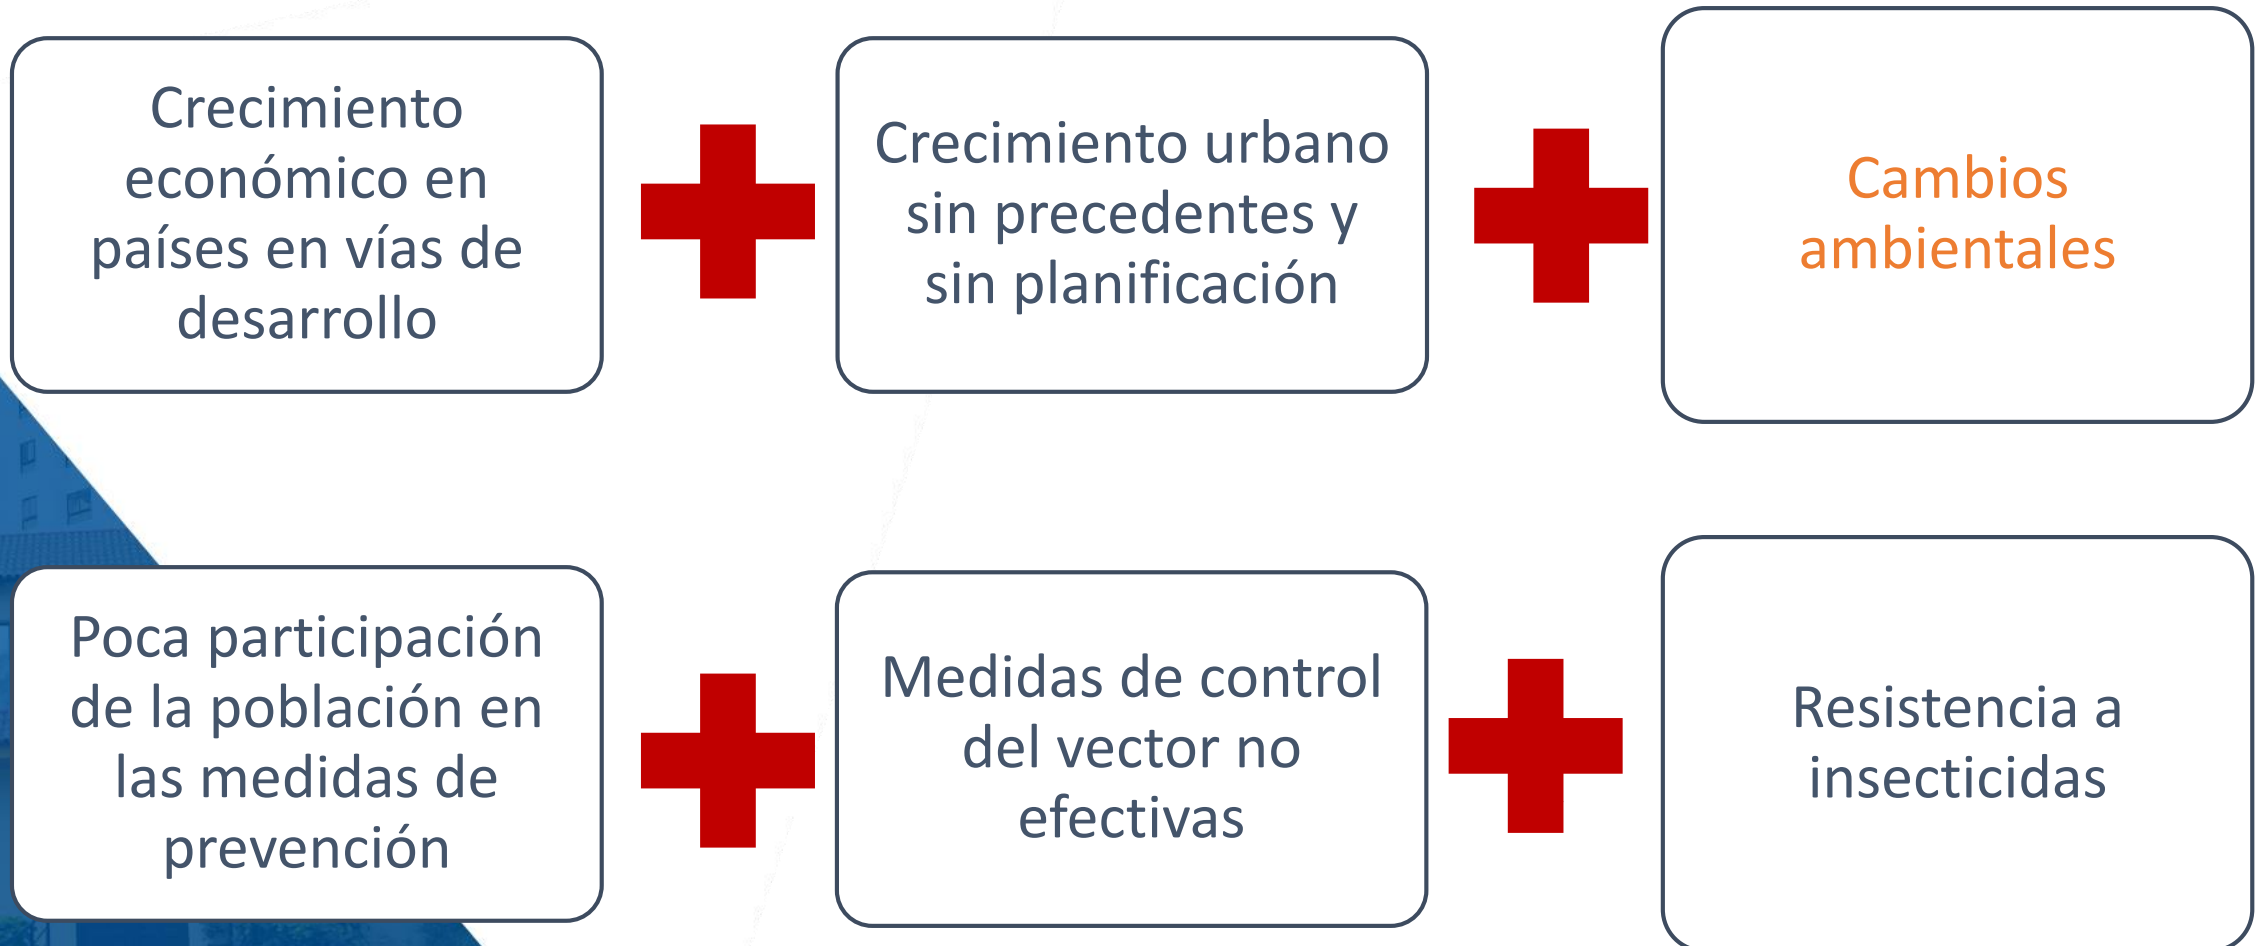 Crecimiento
económico en
países en vías de
desarrollo
Crecimiento urbano
sin precedentes y
sin planificación
Cambios
ambientales
Poca participación
de la población en
las medidas de
prevención
Medidas de control
del vector no
efectivas
Resistencia a
insecticidas